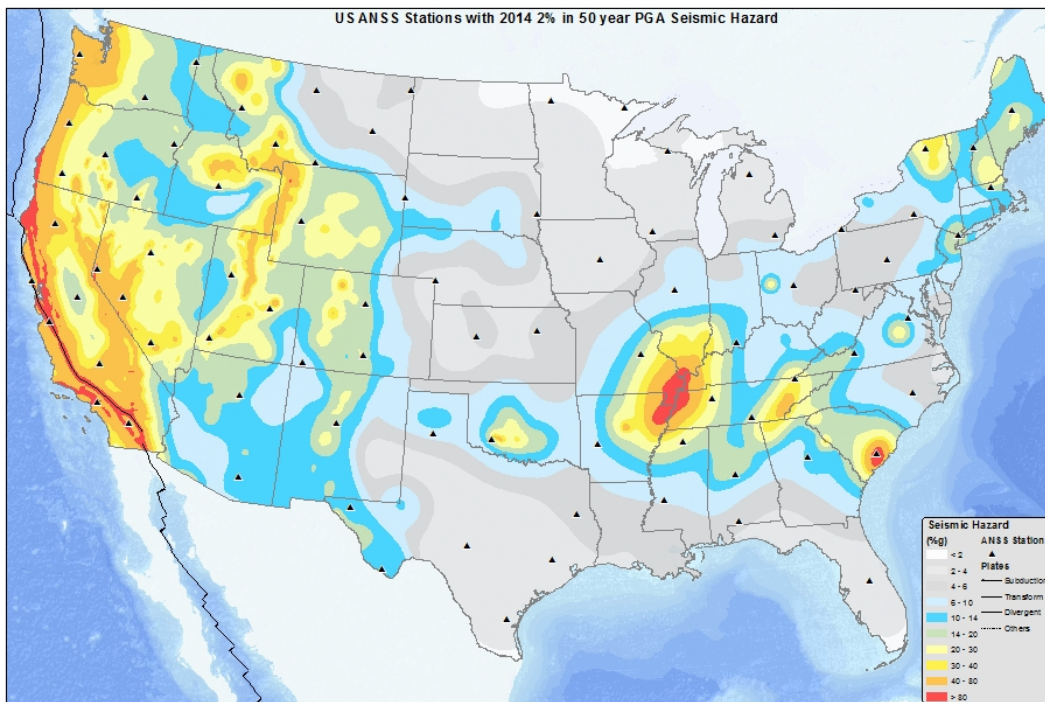 US ANSS Stations with 2014 2% in 50 year PGA Seismic Hazard
Seismic Hazard
(%g)
< 2
2 - 4
4 - 6
6 - 10
10 - 14
14 - 20
20 - 30
30 - 40
40 - 80
> 80
ANSS Station
Plates
Subduction
Transform
Divergent
Others